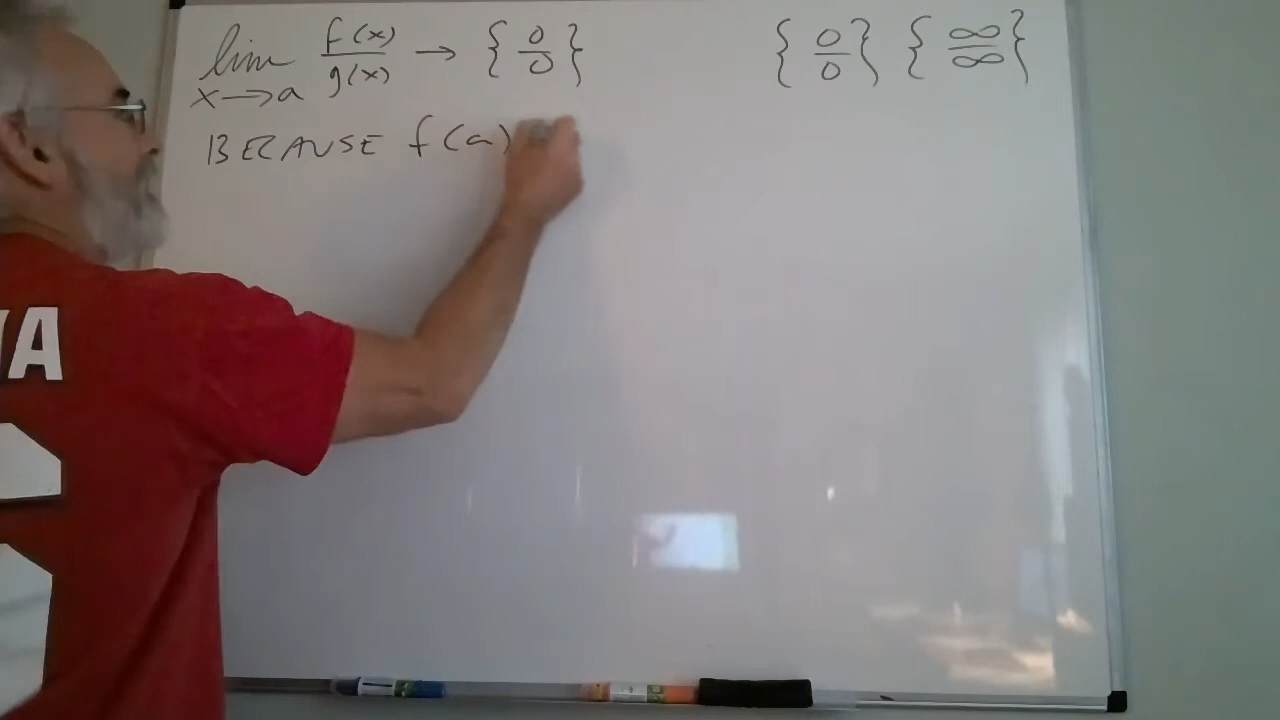 lim x→a f(x)/g(x) → {0/0} {0/0} {∞/∞}
BECAUSE f(a)
A